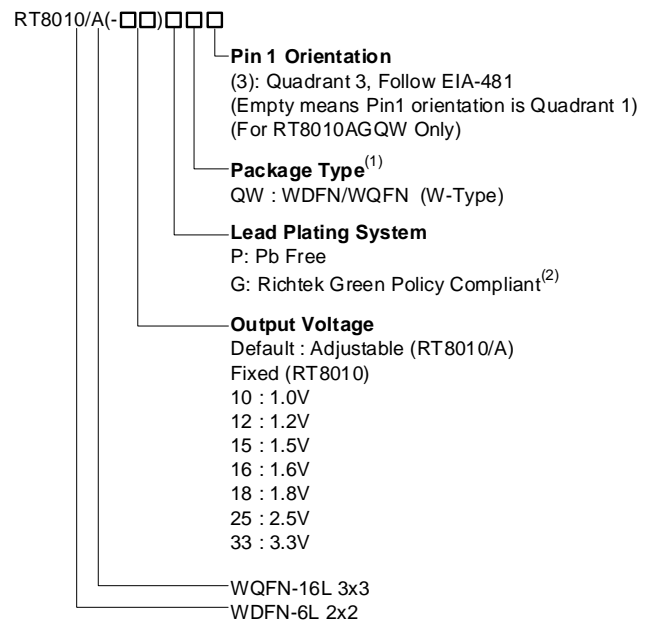 RT8010/A(-□□)□□□
Pin 1 Orientation
(3): Quadrant 3, Follow EIA-481
(Empty means Pin1 orientation is Quadrant 1)
(For RT8010AGQW Only)
Package Type(1)
QW : WDFN/WQFN (W-Type)
Lead Plating System
P: Pb Free
G: Richtek Green Policy Compliant(2)
Output Voltage
Default : Adjustable (RT8010/A)
Fixed (RT8010)
10 : 1.0V
12 : 1.2V
15 : 1.5V
16 : 1.6V
18 : 1.8V
25 : 2.5V
33 : 3.3V
WQFN-16L 3x3
WDFN-6L 2x2